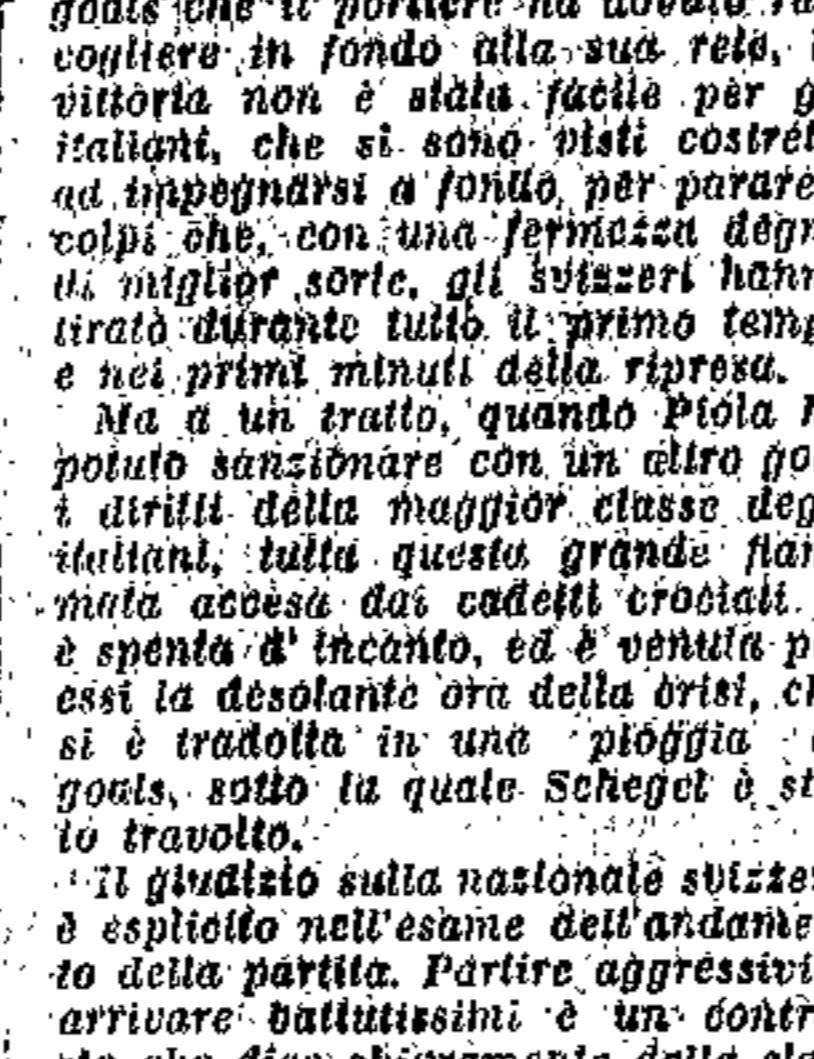 goals che il portiere ha dovuto
cogliere in fondo alla sua rete,
vittoria non è stata facile per g
italiani, che si sono visti costret
ad impegnarsi a fondo per parare
colpi che, con una fermezza degn
di miglior sorte, gli svizzeri hann
tirato durante tutto il primo temp
e nei primi minuti della ripresa.
Ma a un tratto, quando Piola h
potuto sanzionare con un altro go
i diritti della maggior classe deg
italiani, tutta questa grande fiam
mata accesa dai cadetti crociati
è spenta d'incanto, ed è venuta p
essi la desolante ora della crisi, ch
si è tradotta in una pioggia
goals, sotto la quale Schegel è st
to travolto.
Il giudizio sulla nazionale svizze
è esplicito nell'esame dell'andame
to della partita. Partire aggressivi
arrivare battutissimi è un contr
che chiaramente della